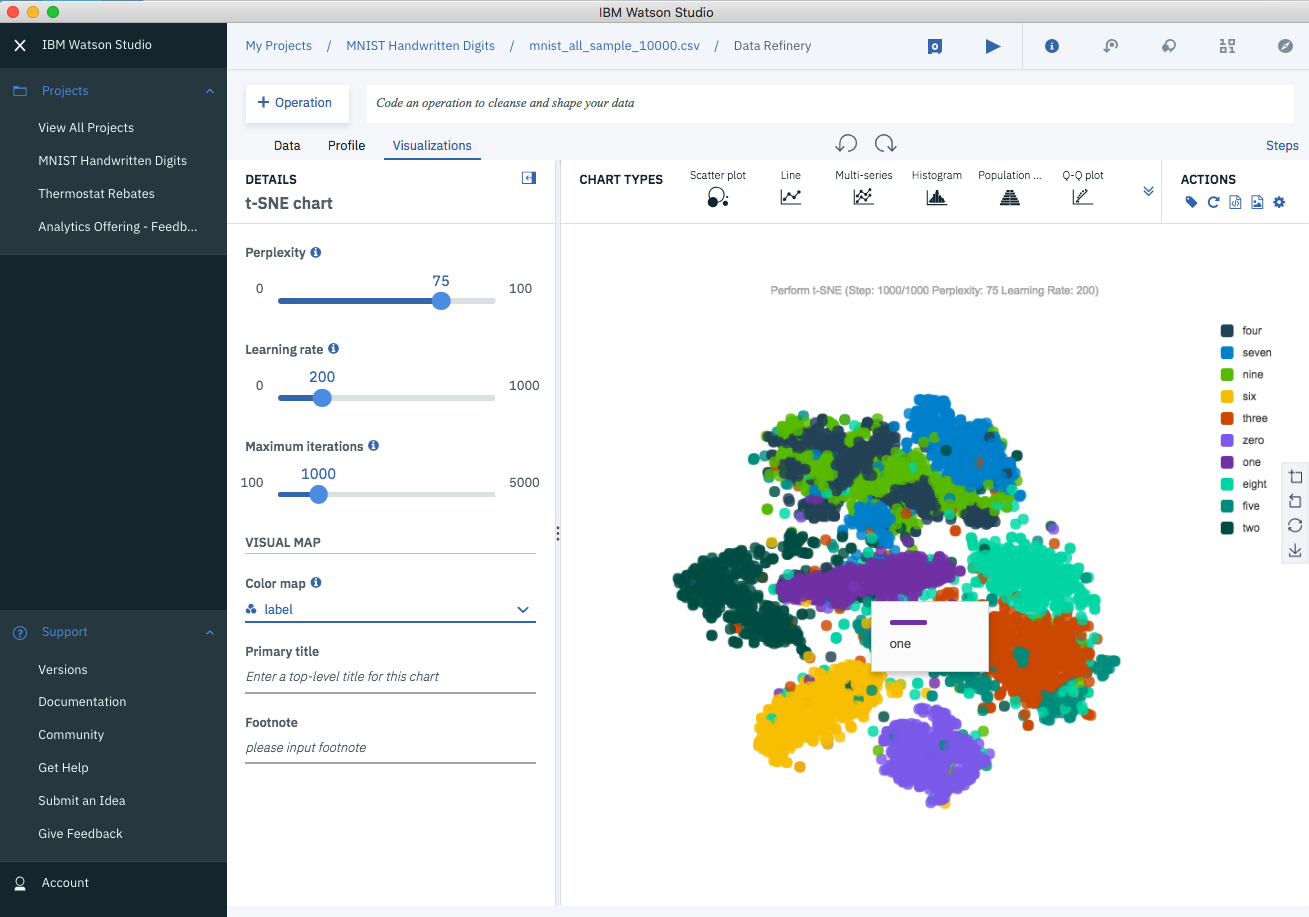 IBM Watson Studio
IBM Watson Studio
Projects
View All Projects
MNIST Handwritten Digits
Thermostat Rebates
Analytics Offering - Feedb...
Support
Versions
Documentation
Community
Get Help
Submit an Idea
Give Feedback
Account
My Projects / MNIST Handwritten Digits / mnist_all_sample_10000.csv / Data Refinery
+ Operation
Code an operation to cleanse and shape your data
Data Profile Visualizations
Steps
DETAILS
t-SNE chart
Perplexity
75
0 100
Learning rate
200
0 1000
Maximum iterations
1000
100 5000
VISUAL MAP
Color map
label
Primary title
Enter a top-level title for this chart
Footnote
please input footnote
CHART TYPES
Scatter plot Line Multi-series Histogram Population ... Q-Q plot
ACTIONS
Perform t-SNE (Step: 1000/1000 Perplexity: 75 Learning Rate: 200)
four
seven
nine
six
three
zero
one
eight
five
two
one